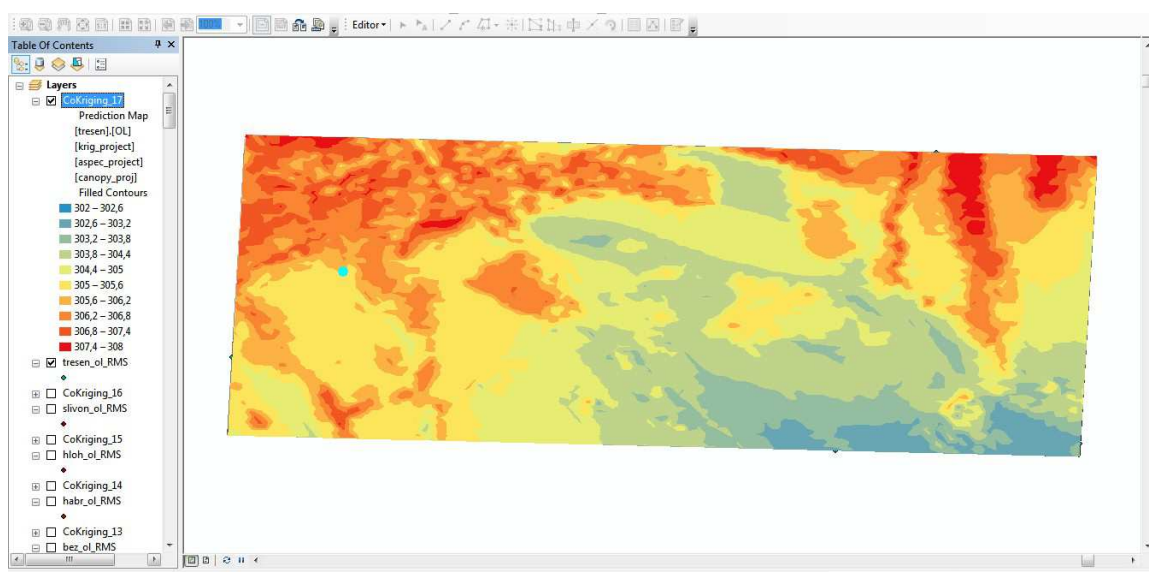 100%
Editor
Table Of Contents
Layers
CoKriging_17
Prediction Map
[tresen].[OL]
[krig_project]
[aspec_project]
[canopy_proj]
Filled Contours
302 – 302,6
302,6 – 303,2
303,2 – 303,8
303,8 – 304,4
304,4 – 305
305 – 305,6
305,6 – 306,2
306,2 – 306,8
306,8 – 307,4
307,4 – 308
tresen_ol_RMS
CoKriging_16
slivon_ol_RMS
CoKriging_15
hloh_ol_RMS
CoKriging_14
habr_ol_RMS
CoKriging_13
bez_ol_RMS